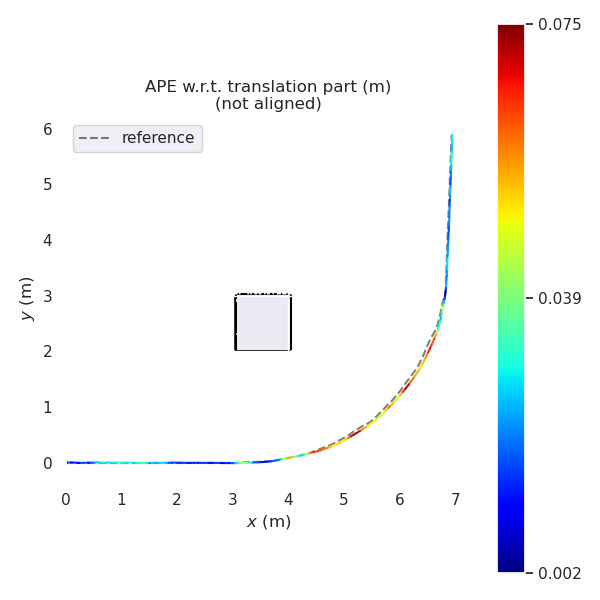 APE w.r.t. translation part (m)
(not aligned)
reference
0.075
0.039
0.002
6
5
4
3
2
1
0
y (m)
0 1 2 3 4 5 6 7
x (m)